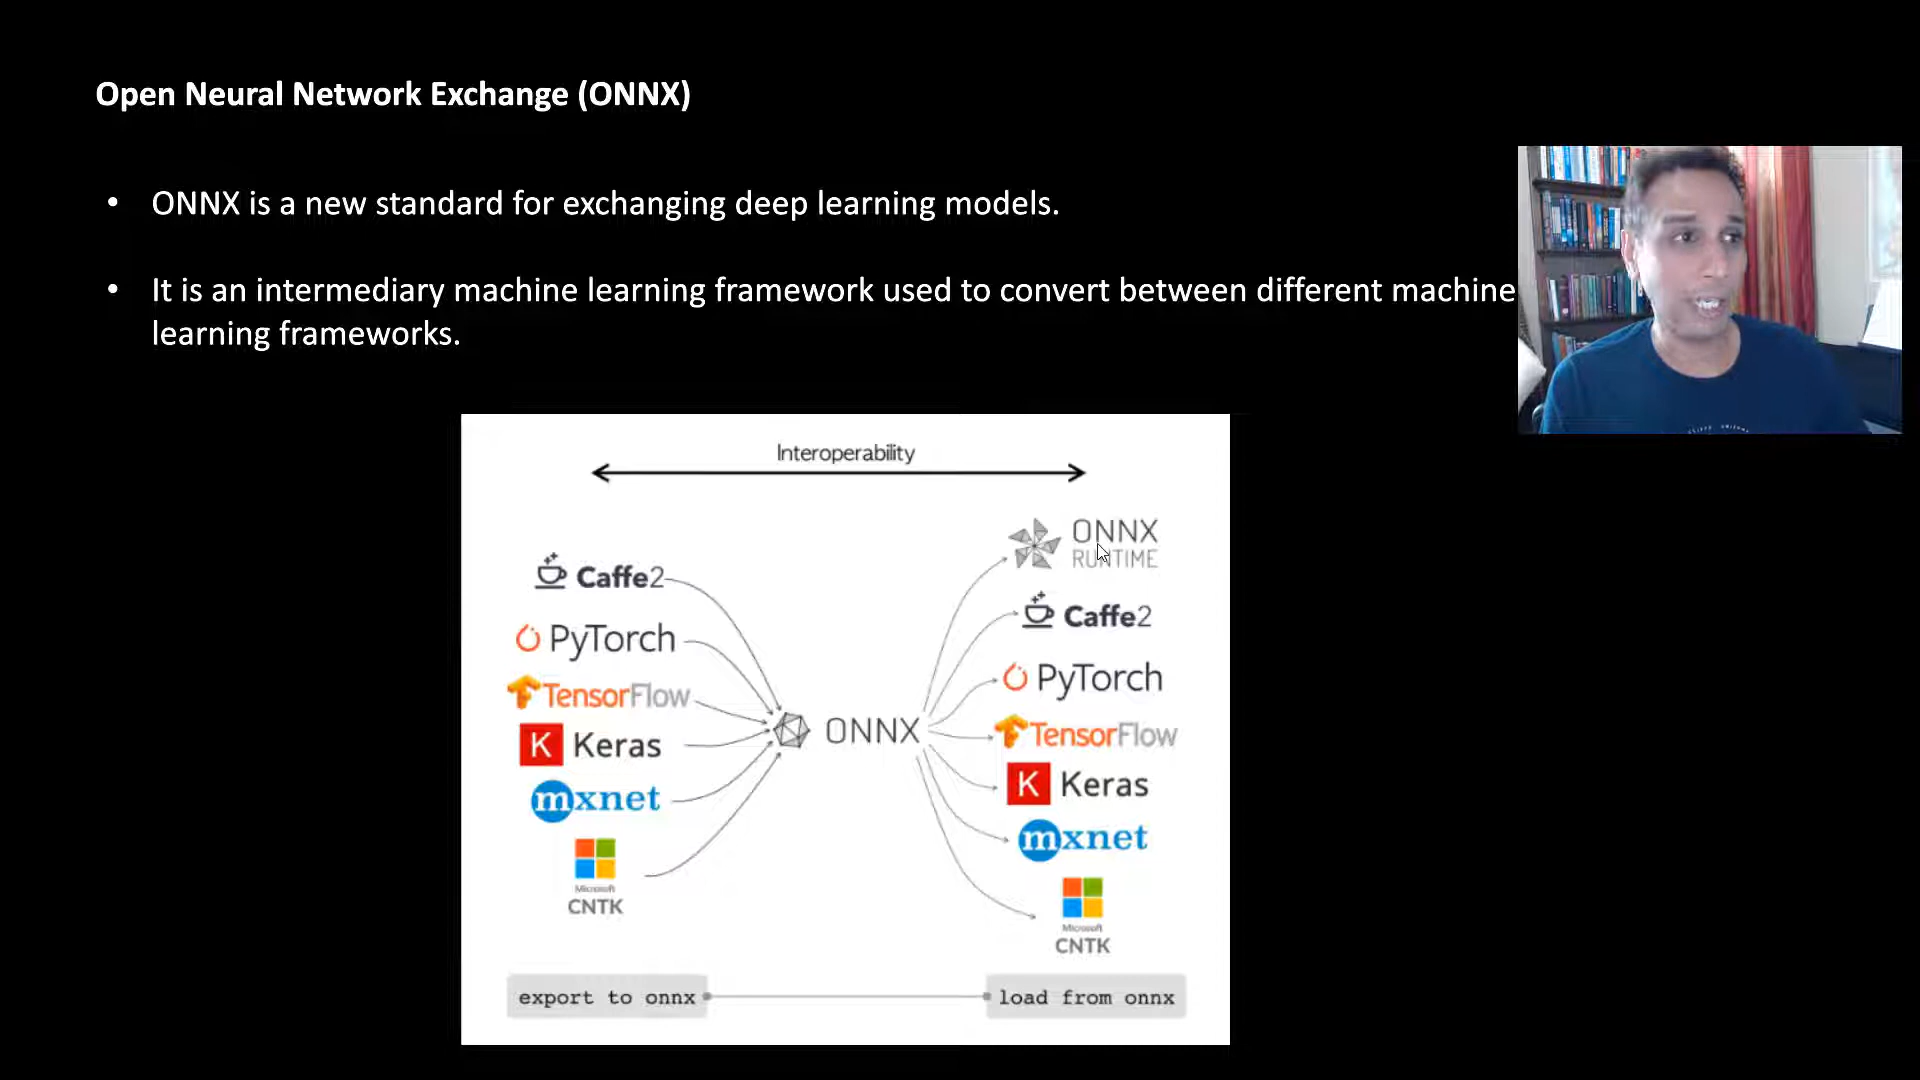 Open Neural Network Exchange (ONNX)
• ONNX is a new standard for exchanging deep learning models.
• It is an intermediary machine learning framework used to convert between different machine
learning frameworks.
Interoperability
Caffe2
PyTorch
TensorFlow
K Keras
mxnet
Microsoft
CNTK
ONNX
ONNX
RUNTIME
Caffe2
PyTorch
TensorFlow
K Keras
mxnet
Microsoft
CNTK
export to onnx
load from onnx